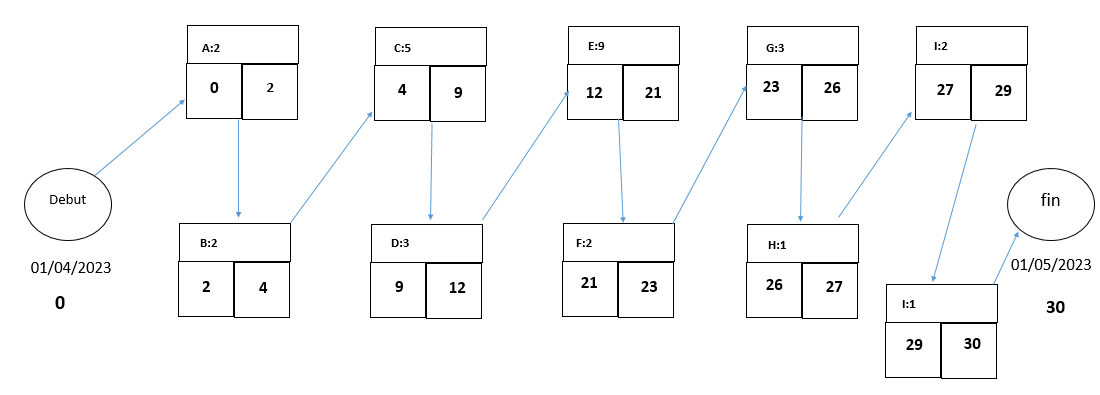 A:2
0 2
C:5
4 9
E:9
12 21
G:3
23 26
I:2
27 29
Debut
01/04/2023
0
B:2
2 4
D:3
9 12
F:2
21 23
H:1
26 27
I:1
29 30
fin
01/05/2023
30